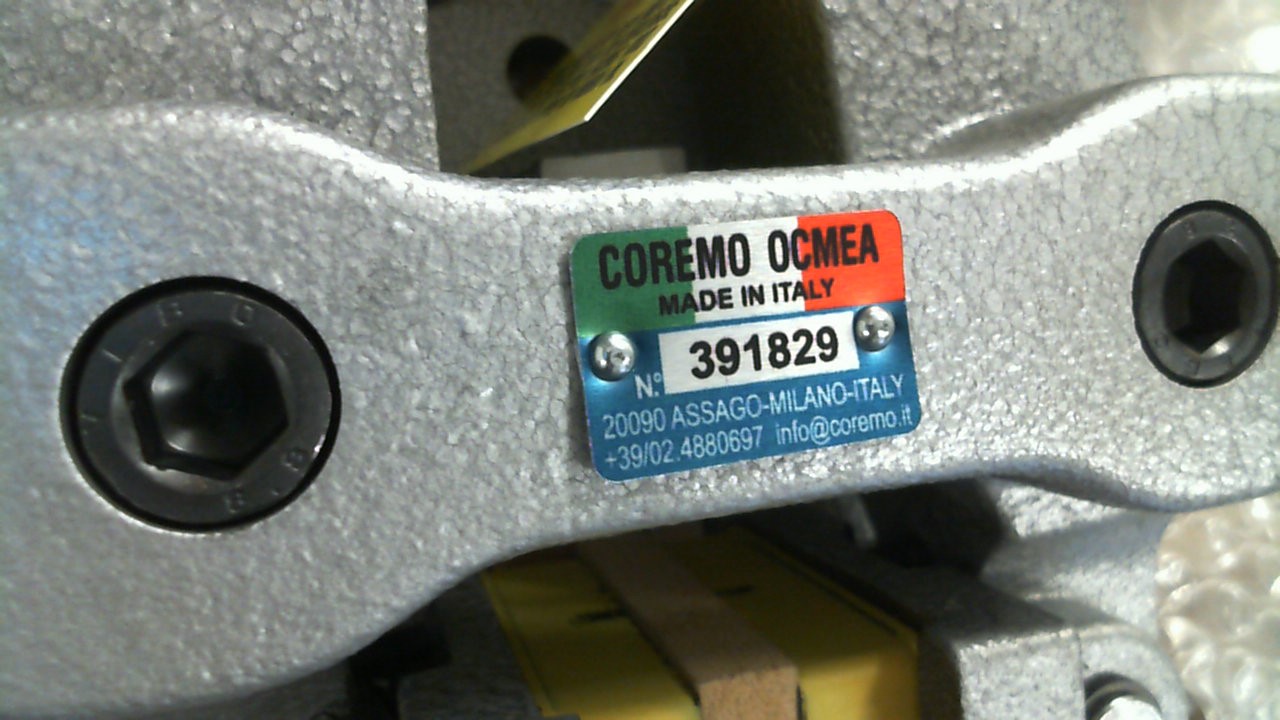 COREMO OCMEA
MADE IN ITALY
N.° 391829
20090 ASSAGO-MILANO-ITALY
+39/02.4880697 info@coremo.it